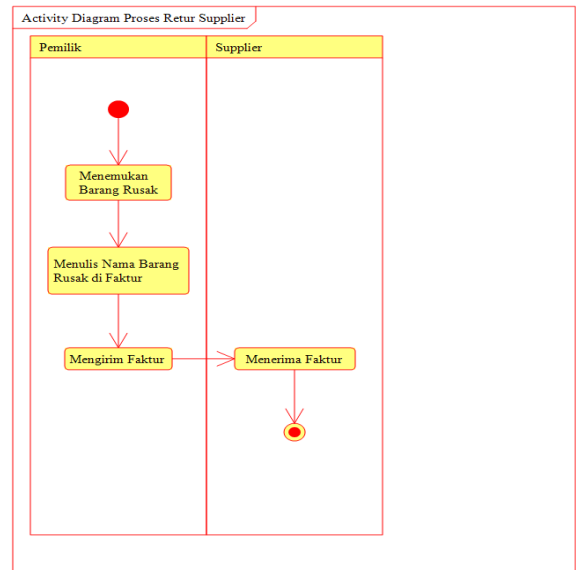 Activity Diagram Proses Retur Supplier
Pemilik
Supplier
Menemukan
Barang Rusak
Menulis Nama Barang
Rusak di Faktur
Mengirim Faktur
Menerima Faktur